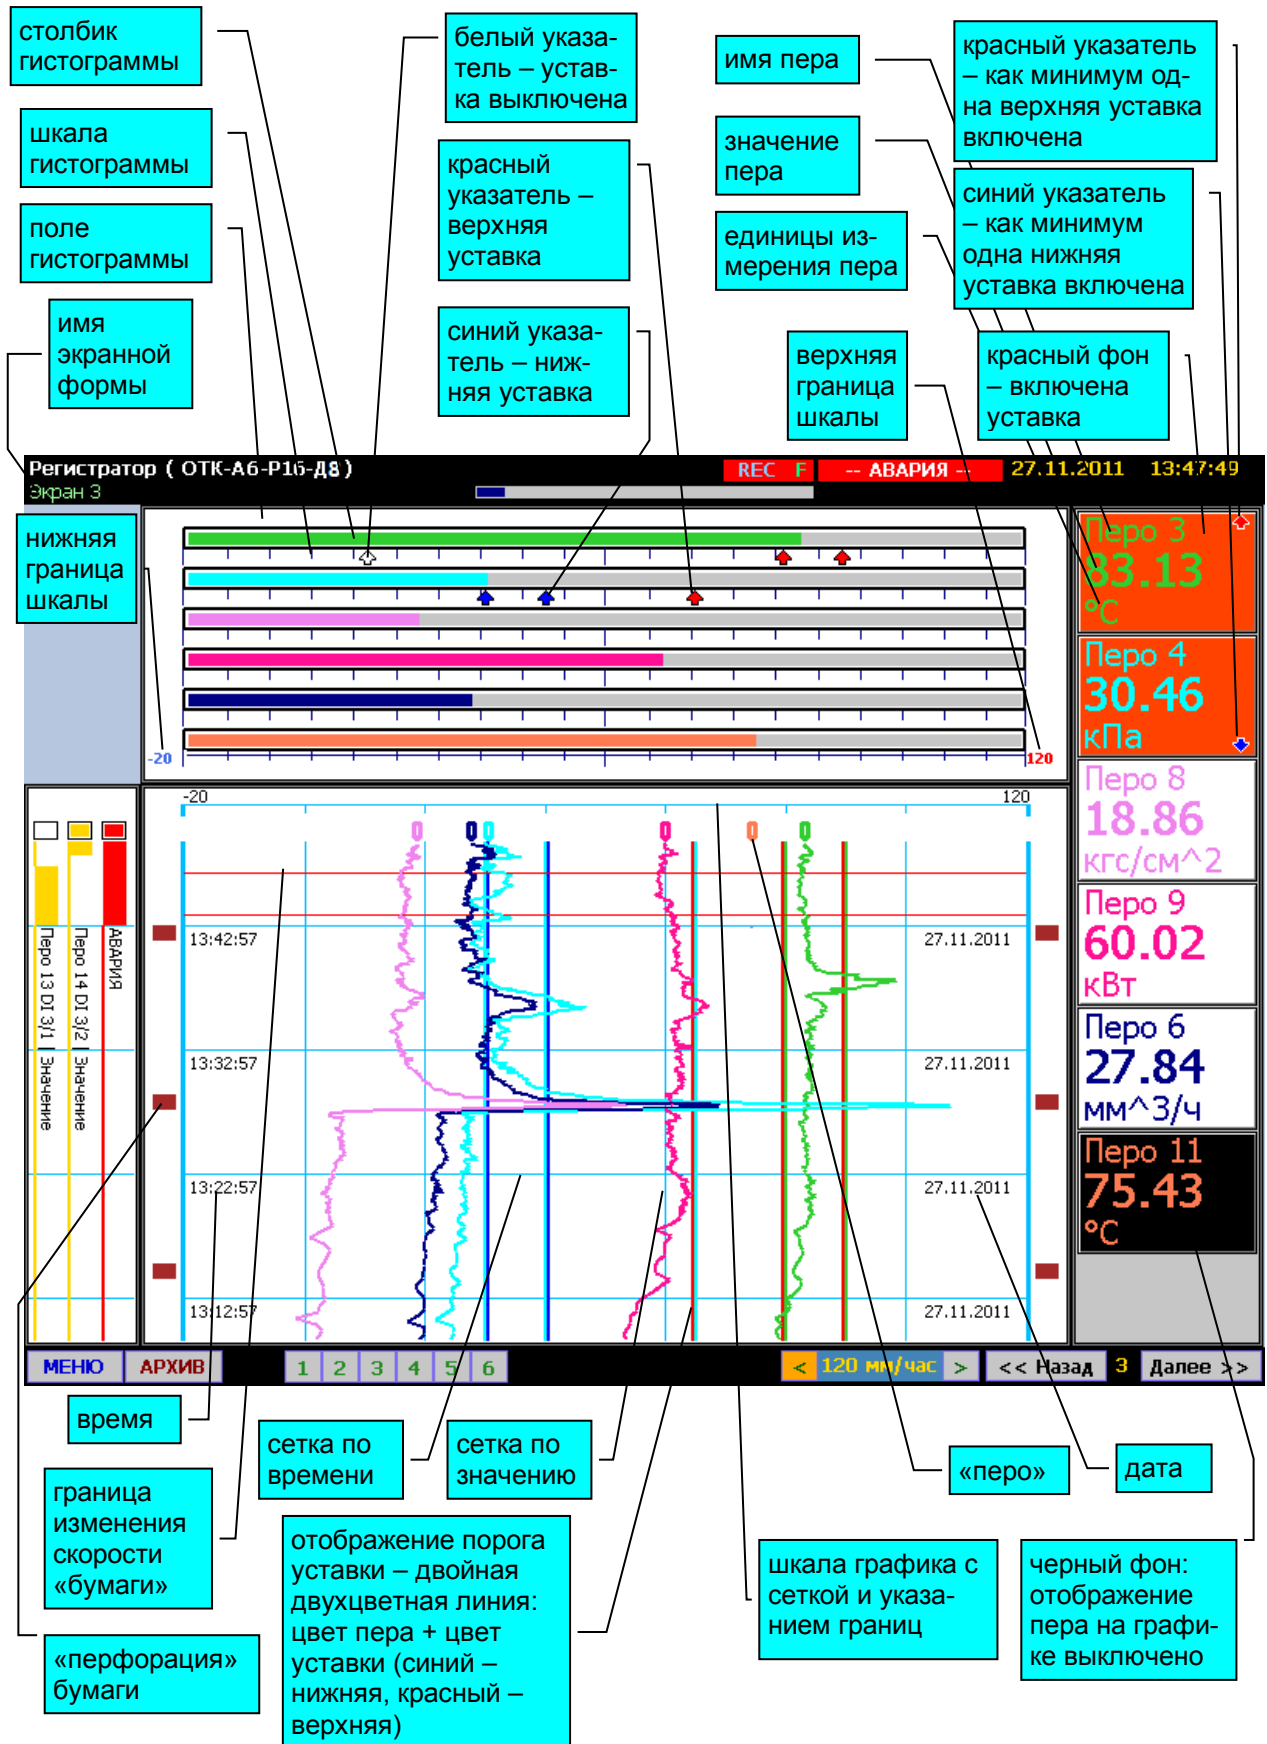 столбик
гистограммы
белый указа-
тель – устав-
ка выключена
имя пера
красный указатель
– как минимум од-
на верхняя уставка
включена
шкала
гистограммы
красный
указатель –
верхняя
уставка
значение
пера
синий указатель
– как минимум
одна нижняя
уставка включена
поле
гистограммы
единицы из-
мерения пера
имя
экранной
формы
синий указа-
тель – ниж-
няя уставка
верхняя
граница
шкалы
красный фон
– включена
уставка
Регистратор ( ОТК-А6-Р16-Д8 )
REC F
-- АВАРИЯ --
27.11.2011 13:47:49
Экран 3
нижняя
граница
шкалы
-20
120
Перо 3
83.13
°C
Перо 4
30.46
кПа
Перо 8
18.86
кгс/см^2
Перо 9
60.02
кВт
Перо 6
27.84
мм^3/ч
Перо 11
75.43
°C
-20
120
АВАРИЯ
Перо 14 DI 3/2 | Значение
Перо 13 DI 3/1 | Значение
13:42:57 27.11.2011
13:32:57 27.11.2011
13:22:57 27.11.2011
13:12:57 27.11.2011
МЕНЮ АРХИВ 1 2 3 4 5 6 < 120 мм/час > << Назад 3 Далее >>
время
сетка по
времени
сетка по
значению
«перо»
дата
граница
изменения
скорости
«бумаги»
отображение порога
уставки – двойная
двухцветная линия:
цвет пера + цвет
уставки (синий –
нижняя, красный –
верхняя)
шкала графика с
сеткой и указа-
нием границ
черный фон:
отображение
пера на графи-
ке выключено
«перфорация»
бумаги